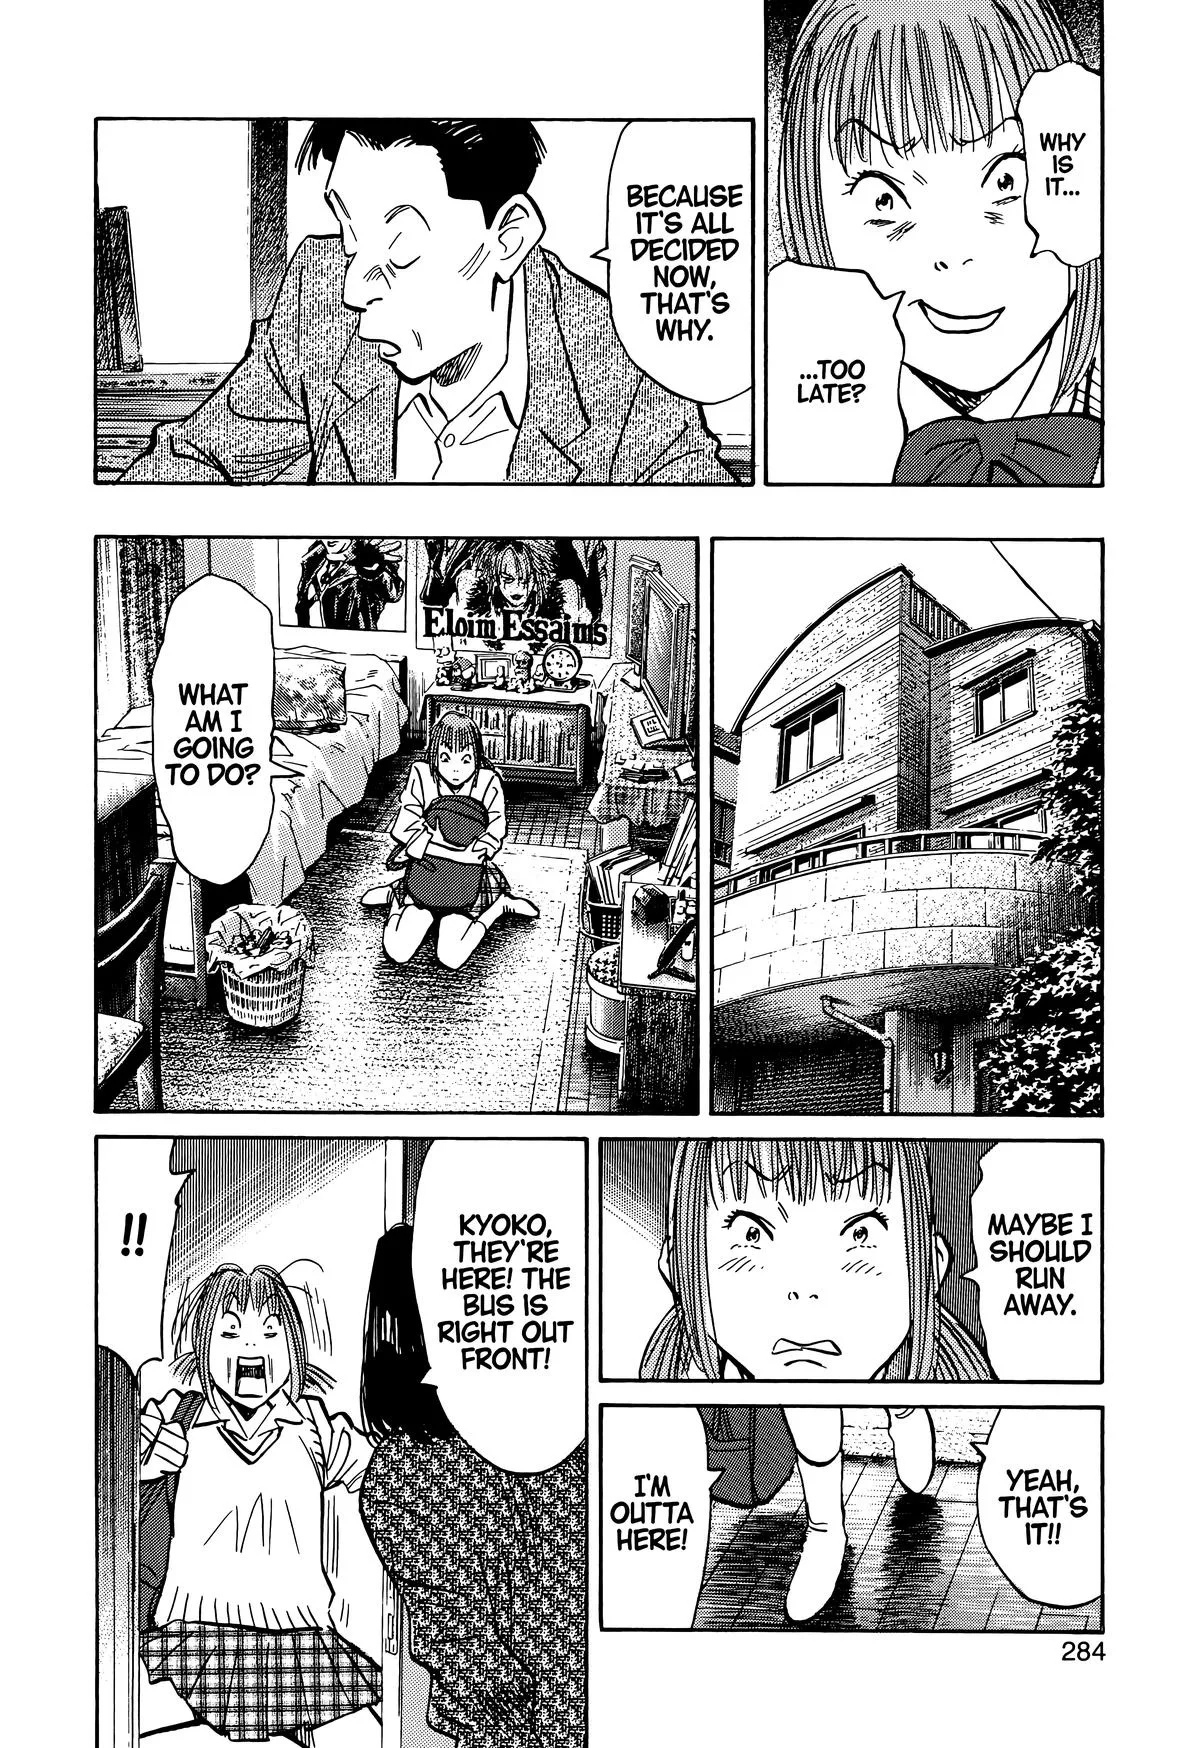 WHY
IS
IT...
...TOO
LATE?
BECAUSE
IT'S ALL
DECIDED
NOW,
THAT'S
WHY.
Eloim Essaims
WHAT
AM I
GOING
TO DO?
MAYBE I
SHOULD
RUN
AWAY.
YEAH,
THAT'S
IT!!
I'M
OUTTA
HERE!
KYOKO,
THEY'RE
HERE! THE
BUS IS
RIGHT OUT
FRONT!
!!
284